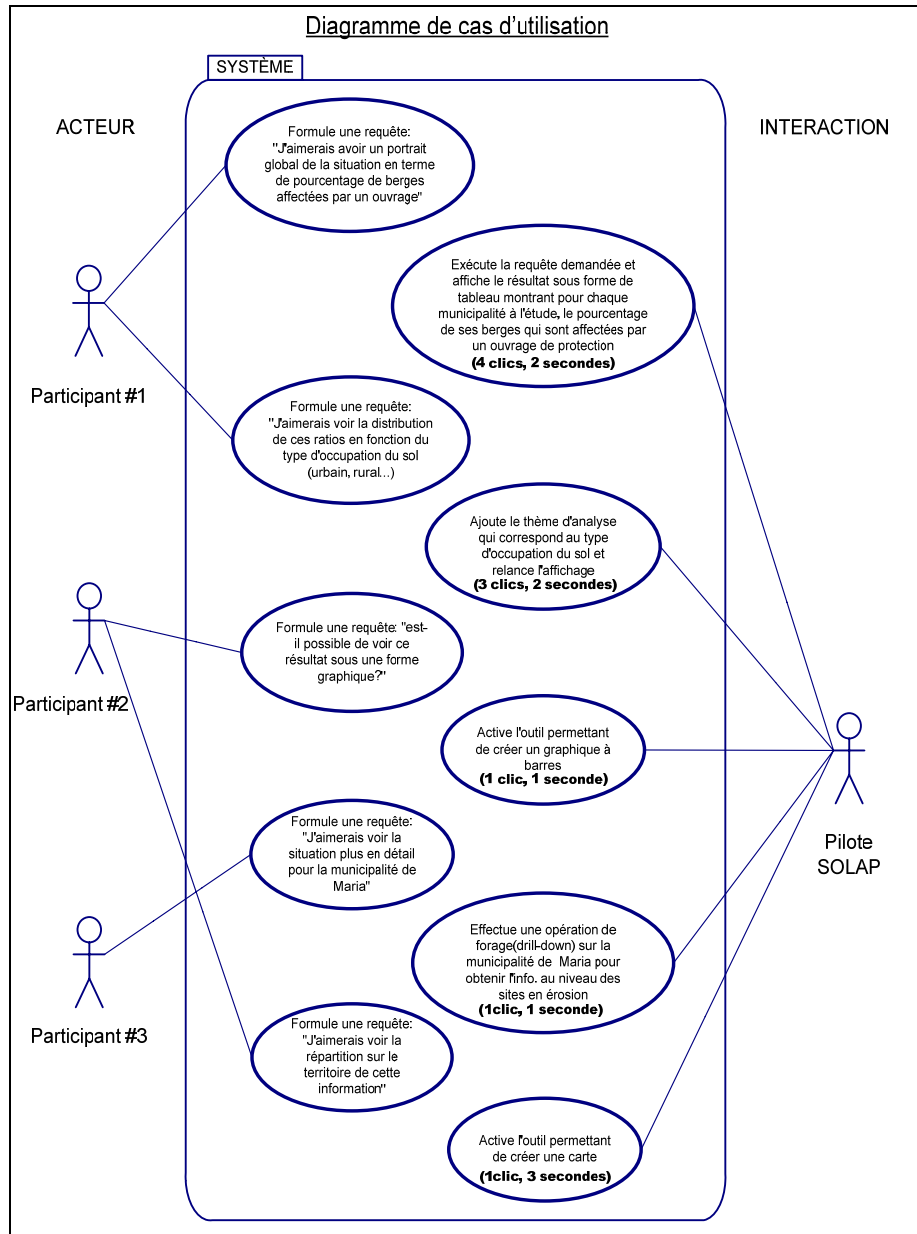 Diagramme de cas d'utilisation
SYSTÈME
ACTEUR
INTERACTION
Formule une requête:
"J'aimerais avoir un portrait
global de la situation en terme
de pourcentage de berges
affectées par un ouvrage"
Exécute la requête demandée et
affiche le résultat sous forme de
tableau montrant pour chaque
municipalité à l'étude, le pourcentage
de ses berges qui sont affectées par
un ouvrage de protection
(4 clics, 2 secondes)
Participant #1
Formule une requête:
"J'aimerais voir la distribution
de ces ratios en fonction du
type d'occupation du sol
(urbain, rural...)
Ajoute le thème d'analyse
qui correspond au type
d'occupation du sol et
relance l'affichage
(3 clics, 2 secondes)
Participant #2
Formule une requête: "est-
il possible de voir ce
résultat sous une forme
graphique?"
Active l'outil permettant
de créer un graphique à
barres
(1 clic, 1 seconde)
Pilote
SOLAP
Formule une requête:
"J'aimerais voir la
situation plus en détail
pour la municipalité de
Maria"
Effectue une opération de
forage(drill-down) sur la
municipalité de Maria pour
obtenir l'info. au niveau des
sites en érosion
(1clic, 1 seconde)
Participant #3
Formule une requête:
"J'aimerais voir la
répartition sur le
territoire de cette
information"
Active l'outil permettant
de créer une carte
(1clic, 3 secondes)